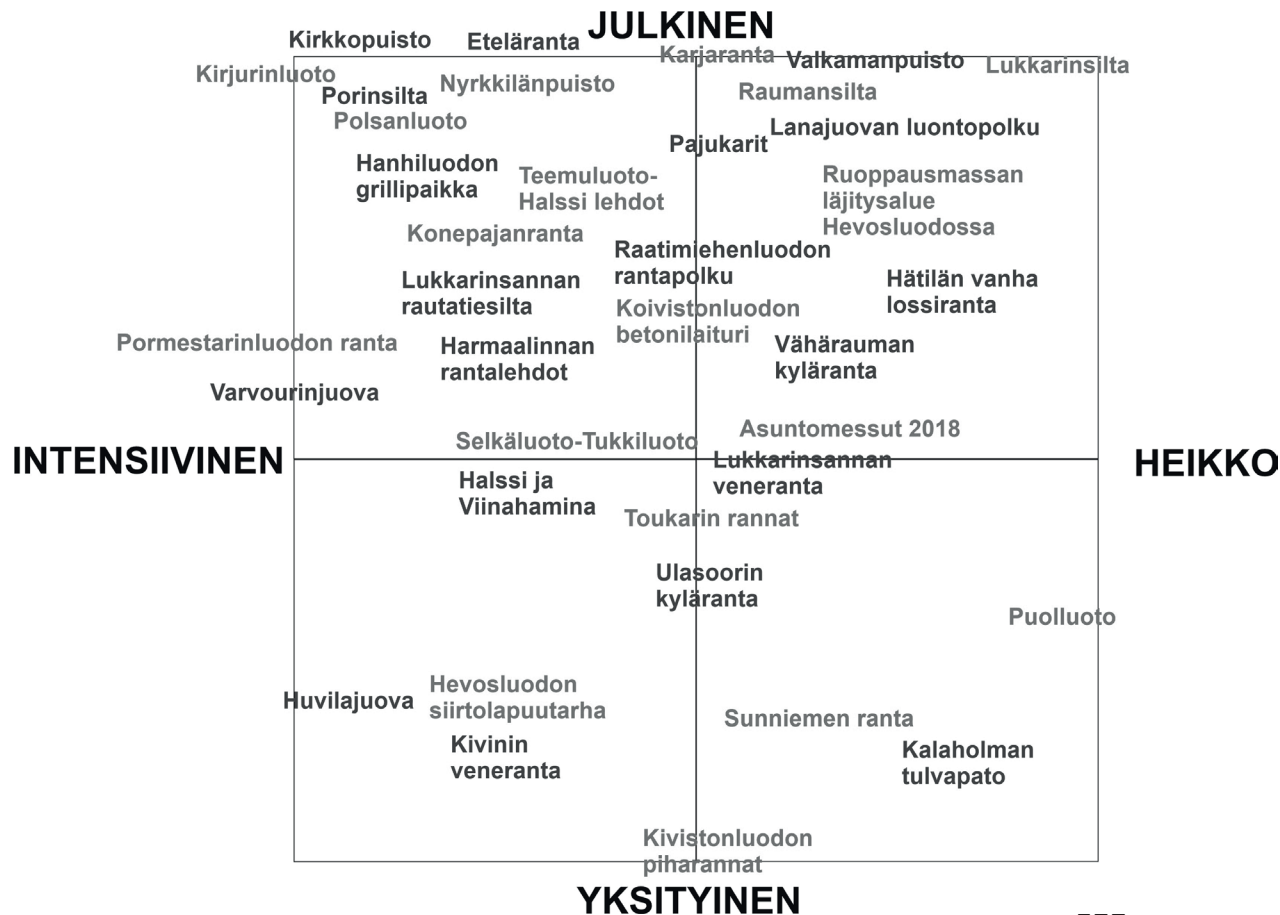 JULKINEN
Kirkkopuisto
Eteläranta
Karjaranta
Valkamanpuisto
Lukkarinsilta
Kirjurinluoto
Nyrkkilänpuisto
Porinsilta
Raumansilta
Polsanluoto
Lanajuovan luontopolku
Pajukarit
Hanhiluodon
grillipaikka
Teemuluoto-
Halssi lehdot
Ruoppausmassan
läjitysalue
Hevosluodossa
Konepajanranta
Raatimiehenluodon
rantapolku
Lukkarinsannan
rautatiesilta
Hätilän vanha
lossiranta
Koivistonluodon
betonilaituri
Pormestarinluodon ranta
Harmaalinnan
rantalehdot
Vähärauman
kyläranta
Varvourinjuova
Selkäluoto-Tukkiluoto
Asuntomessut 2018
INTENSIIVINEN
HEIKKO
Lukkarinsannan
veneranta
Halssi ja
Viinahamina
Toukarin rannat
Ulasoorin
kyläranta
Puolluoto
Huvilajuova
Hevosluodon
siirtolapuutarha
Sunniemen ranta
Kivinin
veneranta
Kalaholman
tulvapato
Kivistonluodon
piharannat
YKSITYINEN